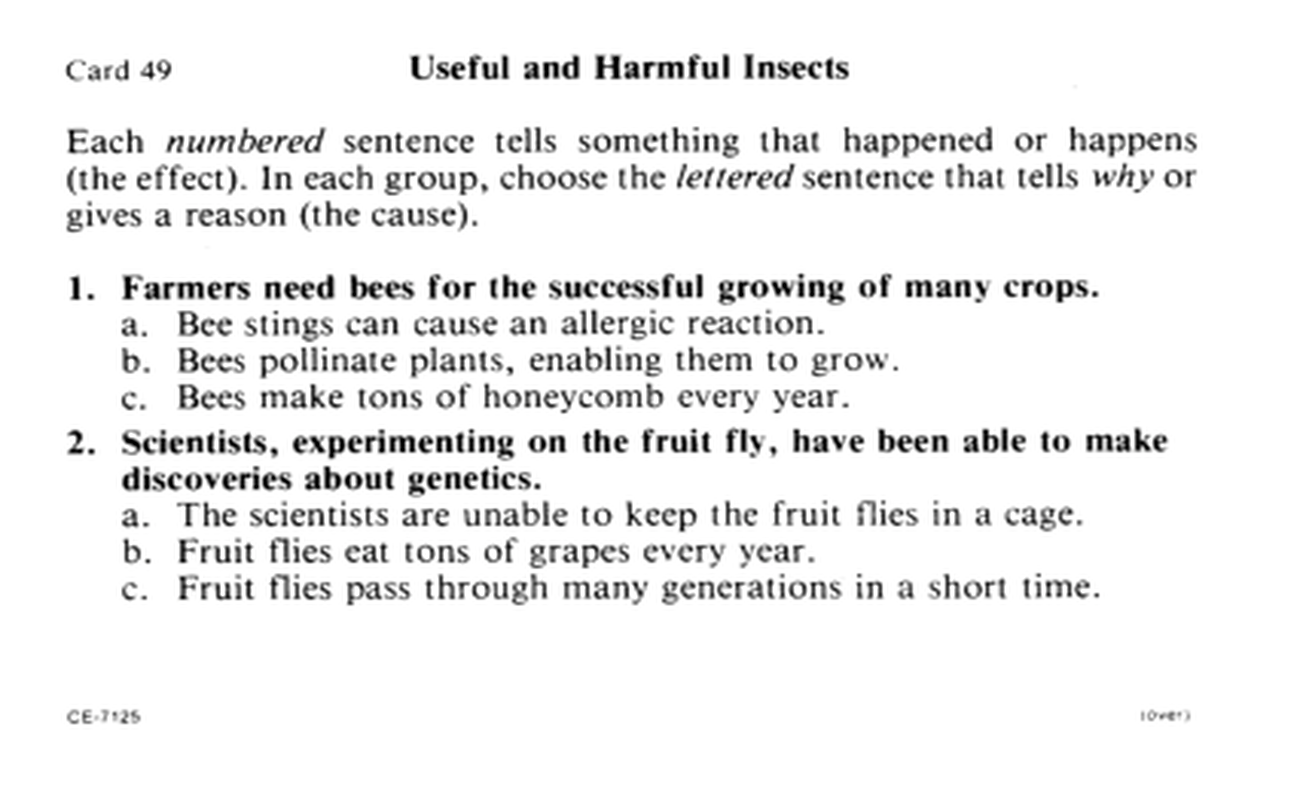 Card 49
Useful and Harmful Insects
Each numbered sentence tells something that happened or happens
(the effect). In each group, choose the lettered sentence that tells why or
gives a reason (the cause).
1. Farmers need bees for the successful growing of many crops.
a. Bee stings can cause an allergic reaction.
b. Bees pollinate plants, enabling them to grow.
c. Bees make tons of honeycomb every year.
2. Scientists, experimenting on the fruit fly, have been able to make
discoveries about genetics.
a. The scientists are unable to keep the fruit flies in a cage.
b. Fruit flies eat tons of grapes every year.
c. Fruit flies pass through many generations in a short time.
CE-7125
(Over)